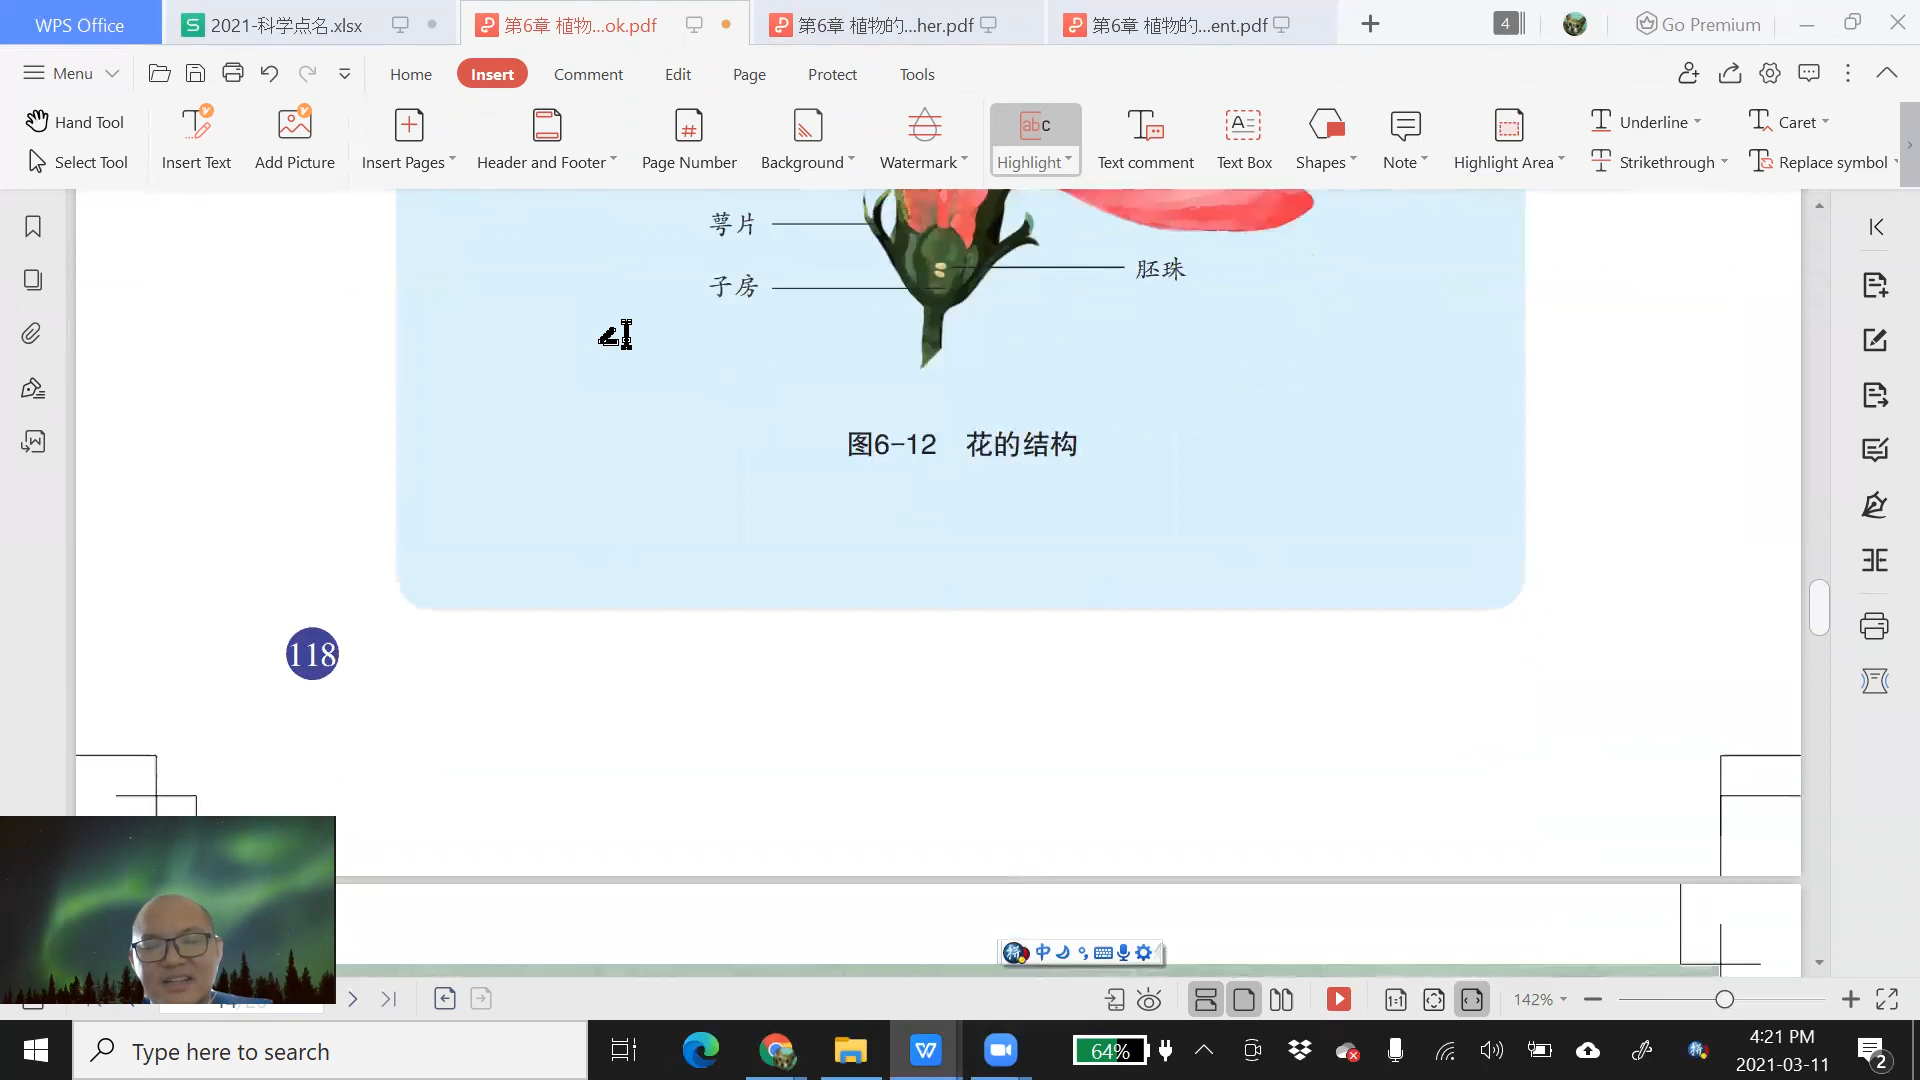 WPS Office
2021-科学点名.xlsx
第6章 植物...ok.pdf
第6章 植物的...her.pdf
第6章 植物的...ent.pdf
4
Go Premium
Menu
Home
Insert
Comment
Edit
Page
Protect
Tools
Hand Tool
Select Tool
Insert Text
Add Picture
Insert Pages
Header and Footer
Page Number
Background
Watermark
Highlight
Text comment
Text Box
Shapes
Note
Highlight Area
Underline
Strikethrough
Caret
Replace symbol
萼片
子房
胚珠
图6-12 花的结构
118
中
142%
Type here to search
64%
4:21 PM
2021-03-11
2